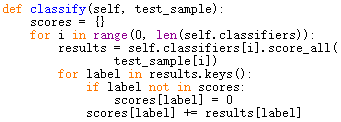 def classify(self, test_sample):
    scores = {}
    for i in range(0, len(self.classifiers)):
        results = self.classifiers[i].score_all(
                test_sample[i])
        for label in results.keys():
            if label not in scores:
                scores[label] = 0
            scores[label] += results[label]